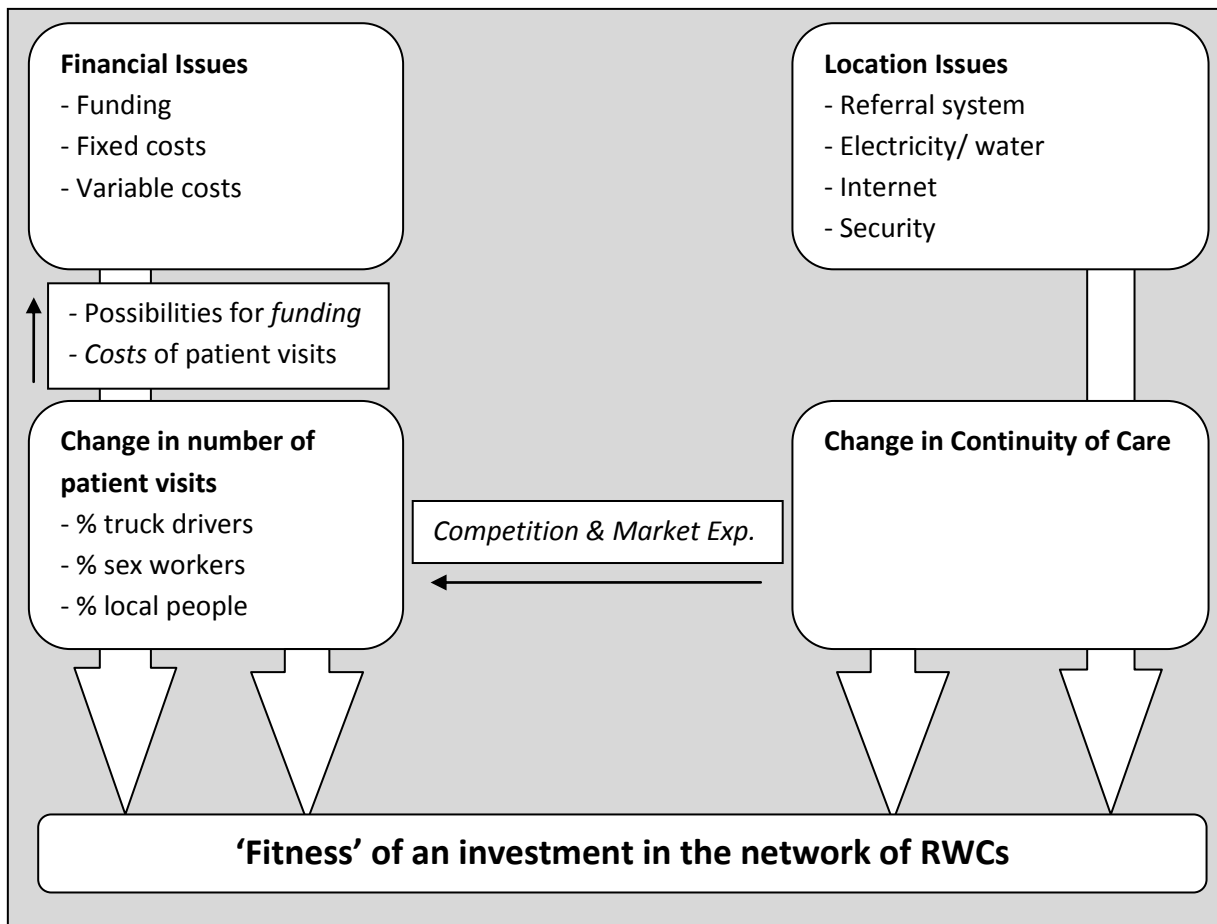 Financial Issues
- Funding
- Fixed costs
- Variable costs
Location Issues
- Referral system
- Electricity/ water
- Internet
- Security
- Possibilities for funding
- Costs of patient visits
Change in number of
patient visits
- % truck drivers
- % sex workers
- % local people
Competition & Market Exp.
Change in Continuity of Care
‘Fitness’ of an investment in the network of RWCs